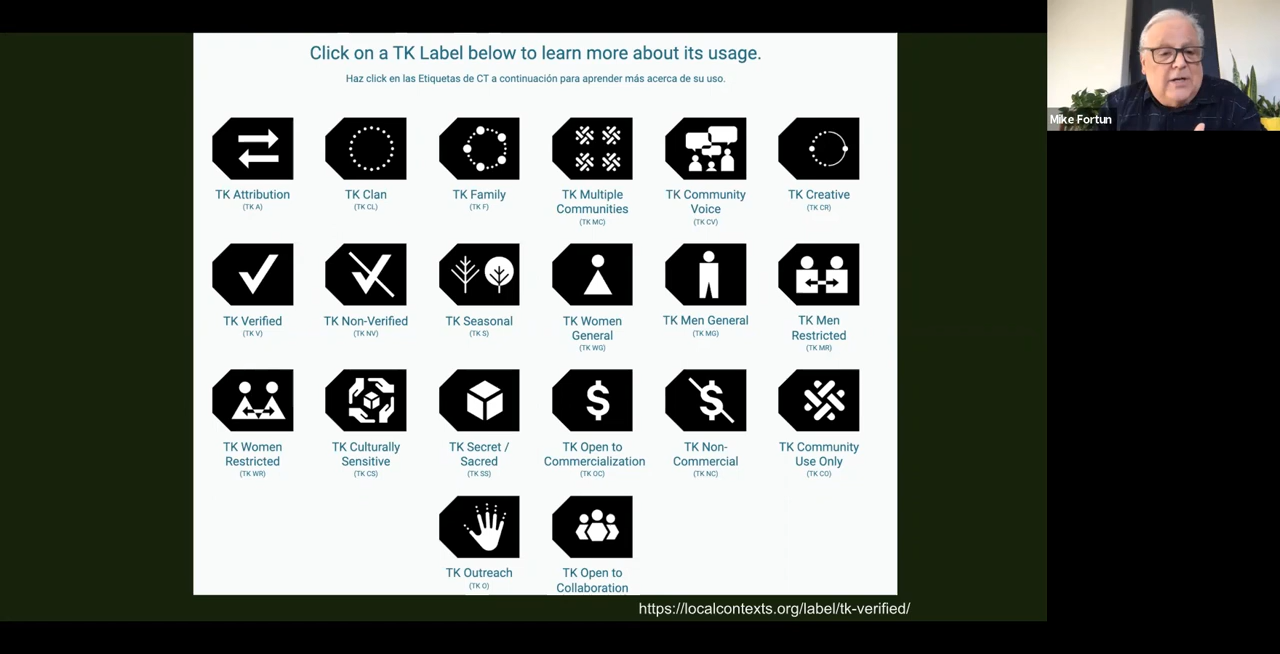 Click on a TK Label below to learn more about its usage.
Haz click en las Etiquetas de CT a continuación para aprender más acerca de su uso.
Mike Fortun
TK Attribution
(TK A)
TK Clan
(TK CL)
TK Family
(TK F)
TK Multiple
Communities
(TK MC)
TK Community
Voice
(TK CV)
TK Creative
(TK CR)
TK Verified
(TK V)
TK Non-Verified
(TK NV)
TK Seasonal
(TK S)
TK Women
General
(TK WG)
TK Men General
(TK MG)
TK Men
Restricted
(TK MR)
TK Women
Restricted
(TK WR)
TK Culturally
Sensitive
(TK CS)
TK Secret /
Sacred
(TK SS)
TK Open to
Commercialization
(TK OC)
TK Non-
Commercial
(TK NC)
TK Community
Use Only
(TK CO)
TK Outreach
(TK O)
TK Open to
Collaboration
https://localcontexts.org/label/tk-verified/